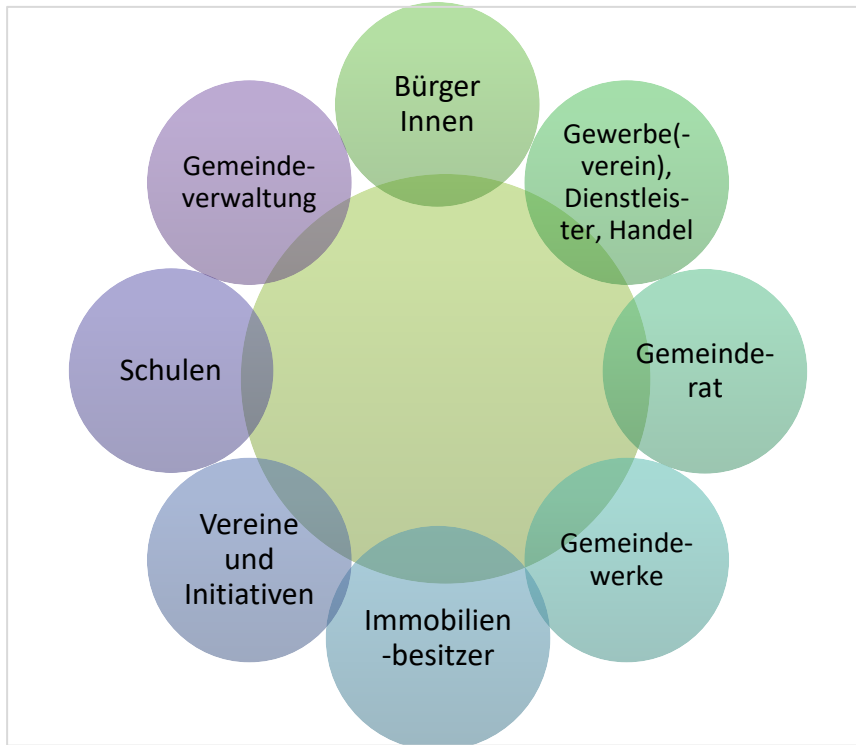 Bürger
Innen
Gewerbe(-
verein),
Dienstleis-
ter, Handel
Gemeinde-
rat
Gemeinde-
werke
Immobilien
-besitzer
Vereine
und
Initiativen
Schulen
Gemeinde-
verwaltung